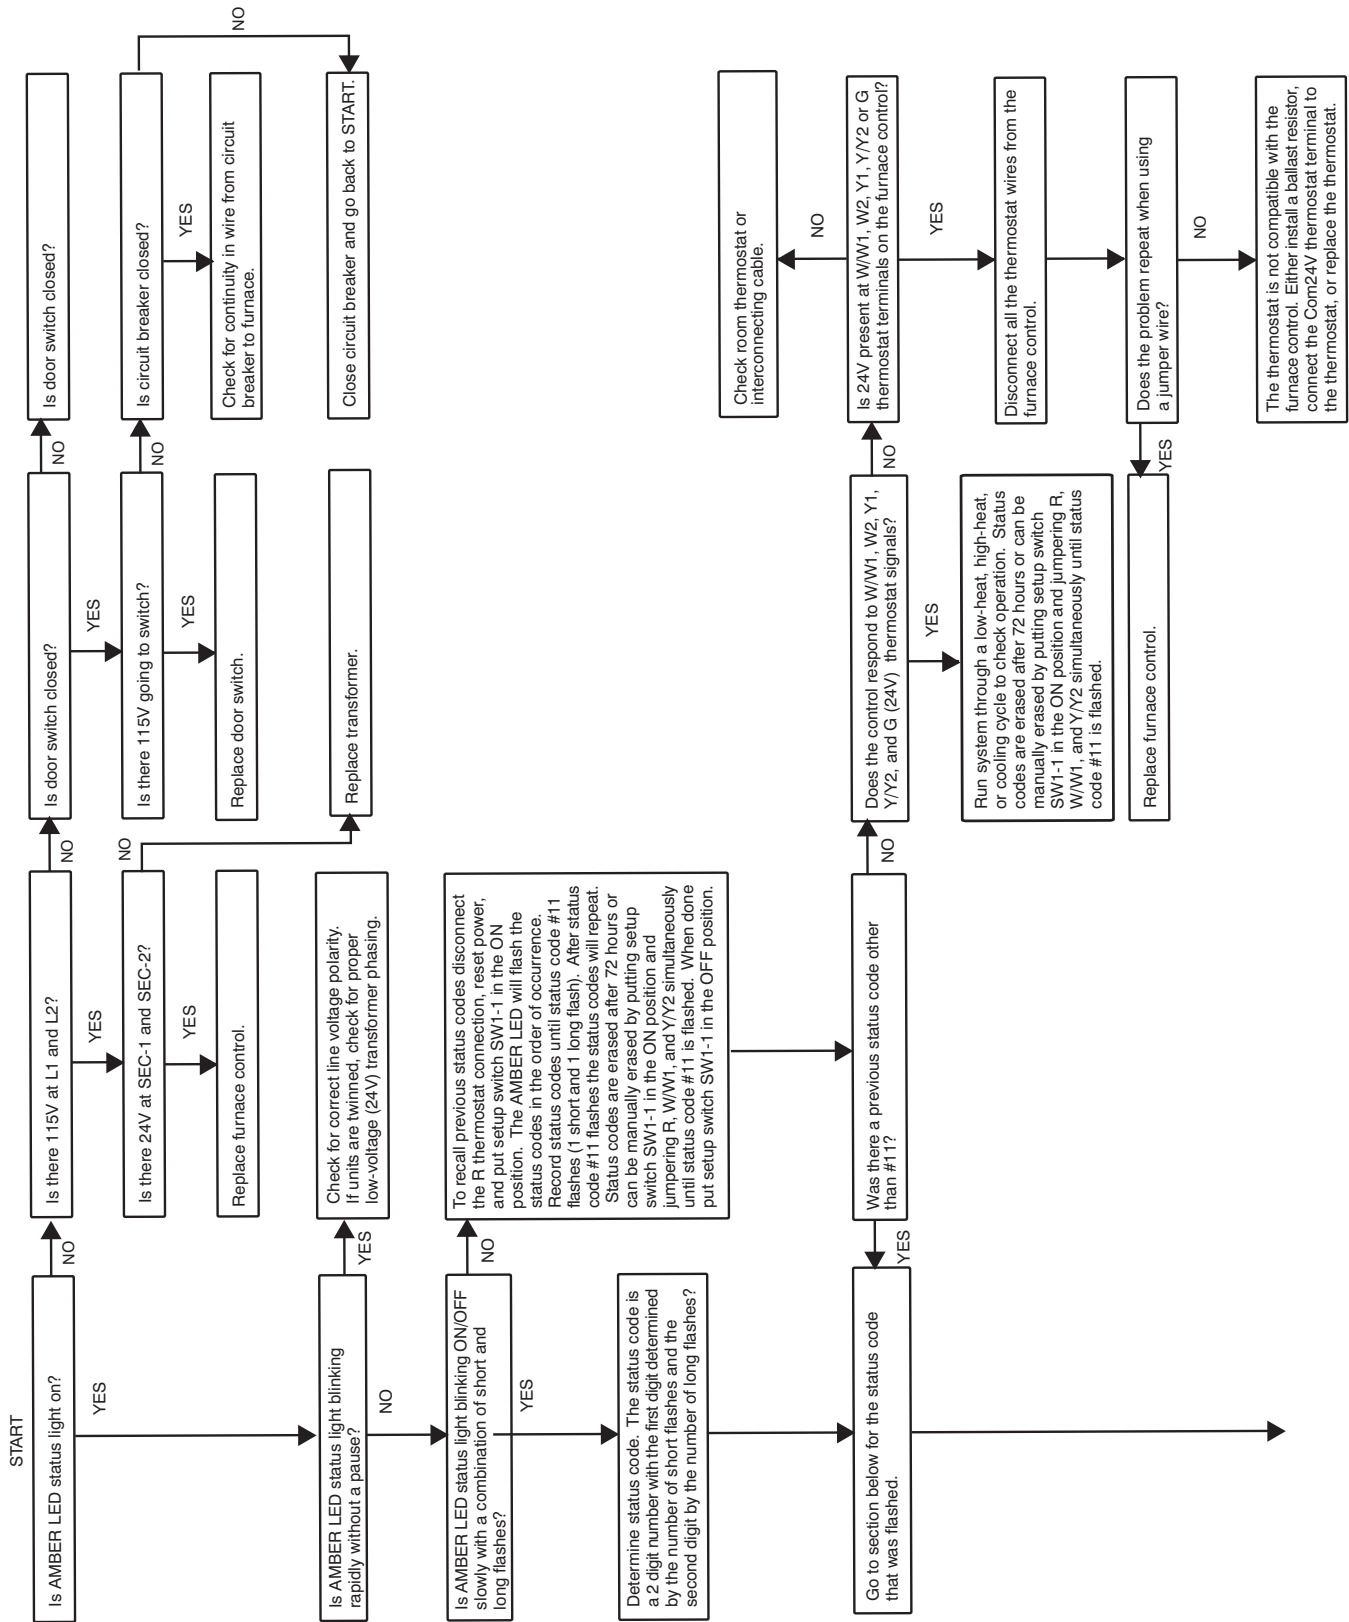 START
Is AMBER LED status light on?
NO
YES
Is there 115V at L1 and L2?
NO
YES
Is door switch closed?
NO
YES
Is door switch closed?
Is there 24V at SEC-1 and SEC-2?
NO
YES
Is there 115V going to switch?
NO
YES
Is circuit breaker closed?
NO
YES
Replace furnace control.
Replace door switch.
Check for continuity in wire from circuit
breaker to furnace.
Is AMBER LED status light blinking
rapidly without a pause?
YES
NO
Check for correct line voltage polarity.
If units are twinned, check for proper
low-voltage (24V) transformer phasing.
Replace transformer.
Close circuit breaker and go back to START.
Is AMBER LED status light blinking ON/OFF
slowly with a combination of short and
long flashes?
NO
YES
To recall previous status codes disconnect
the R thermostat connection, reset power,
and put setup switch SW1-1 in the ON
position. The AMBER LED will flash the
status codes in the order of occurrence.
Record status codes until status code #11
flashes (1 short and 1 long flash). After status
code #11 flashes the status codes will repeat.
Status codes are erased after 72 hours or
can be manually erased by putting setup
switch SW1-1 in the ON position and
jumpering R, W/W1, and Y/Y2 simultaneously
until status code #11 is flashed. When done
put setup switch SW1-1 in the OFF position.
Determine status code. The status code is
a 2 digit number with the first digit determined
by the number of short flashes and the
second digit by the number of long flashes?
Go to section below for the status code
that was flashed.
YES
Was there a previous status code other
than #11?
NO
Does the control respond to W/W1, W2, Y1,
Y/Y2, and G (24V) thermostat signals?
NO
YES
Is 24V present at W/W1, W2, Y1, Y/Y2 or G
thermostat terminals on the furnace control?
NO
YES
Check room thermostat or
interconnecting cable.
Run system through a low-heat, high-heat,
or cooling cycle to check operation. Status
codes are erased after 72 hours or can be
manually erased by putting setup switch
SW1-1 in the ON position and jumpering R,
W/W1, and Y/Y2 simultaneously until status
code #11 is flashed.
Disconnect all the thermostat wires from the
furnace control.
Replace furnace control.
YES
Does the problem repeat when using
a jumper wire?
NO
The thermostat is not compatible with the
furnace control. Either install a ballast resistor,
connect the Com24V thermostat terminal to
the thermostat, or replace the thermostat.